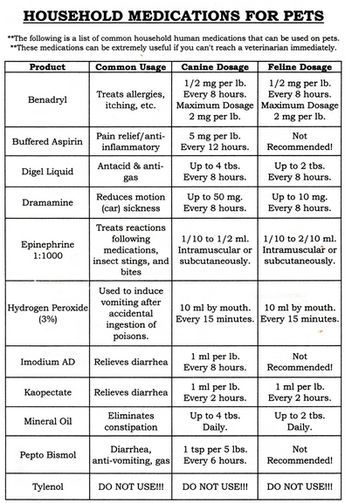 HOUSEHOLD MEDICATIONS FOR PETS
**The following is a list of common household human medications that can be used on pets.
**These medications can be extremely useful if you can't reach a veterinarian immediately.
Product Common Usage Canine Dosage Feline Dosage
Benadryl
Treats allergies,
itching, etc.
1/2 mg per lb.
Every 8 hours.
Maximum Dosage
2 mg per lb.
1/2 mg per lb.
Every 8 hours.
Maximum Dosage
2 mg per lb.
Buffered Aspirin
Pain relief/anti-
inflammatory
5 mg per lb.
Every 12 hours.
Not
Recommended!
Digel Liquid
Antacid & anti-
gas
Up to 4 tbs.
Every 8 hours.
Up to 2 tbs.
Every 8 hours.
Dramamine
Reduces motion
(car) sickness
Up to 50 mg.
Every 8 hours.
Up to 10 mg.
Every 8 hours.
Epinephrine
1:1000
Treats reactions
following
medications,
insect stings, and
bites
1/10 to 1/2 ml.
Intramuscular or
subcutaneously.
1/10 to 2/10 ml.
Intramuscular or
subcutaneously.
Hydrogen Peroxide
(3%)
Used to induce
vomiting after
accidental
ingestion of
poisons.
10 ml by mouth.
Every 15 minutes.
10 ml by mouth.
Every 15 minutes.
Imodium AD
Relieves diarrhea
1 ml per lb.
Every 8 hours.
Not
Recommended!
Kaopectate
Relieves diarrhea
1 ml per lb.
Every 2 hours.
1 ml per lb.
Every 2 hours.
Mineral Oil
Eliminates
constipation
Up to 4 tbs.
Daily.
Up to 2 tbs.
Daily.
Pepto Bismol
Diarrhea,
anti-vomiting, gas
1 tsp per 5 lbs.
Every 6 hours.
Not
Recommended!
Tylenol
DO NOT USE!!!
DO NOT USE!!!
DO NOT USE!!!